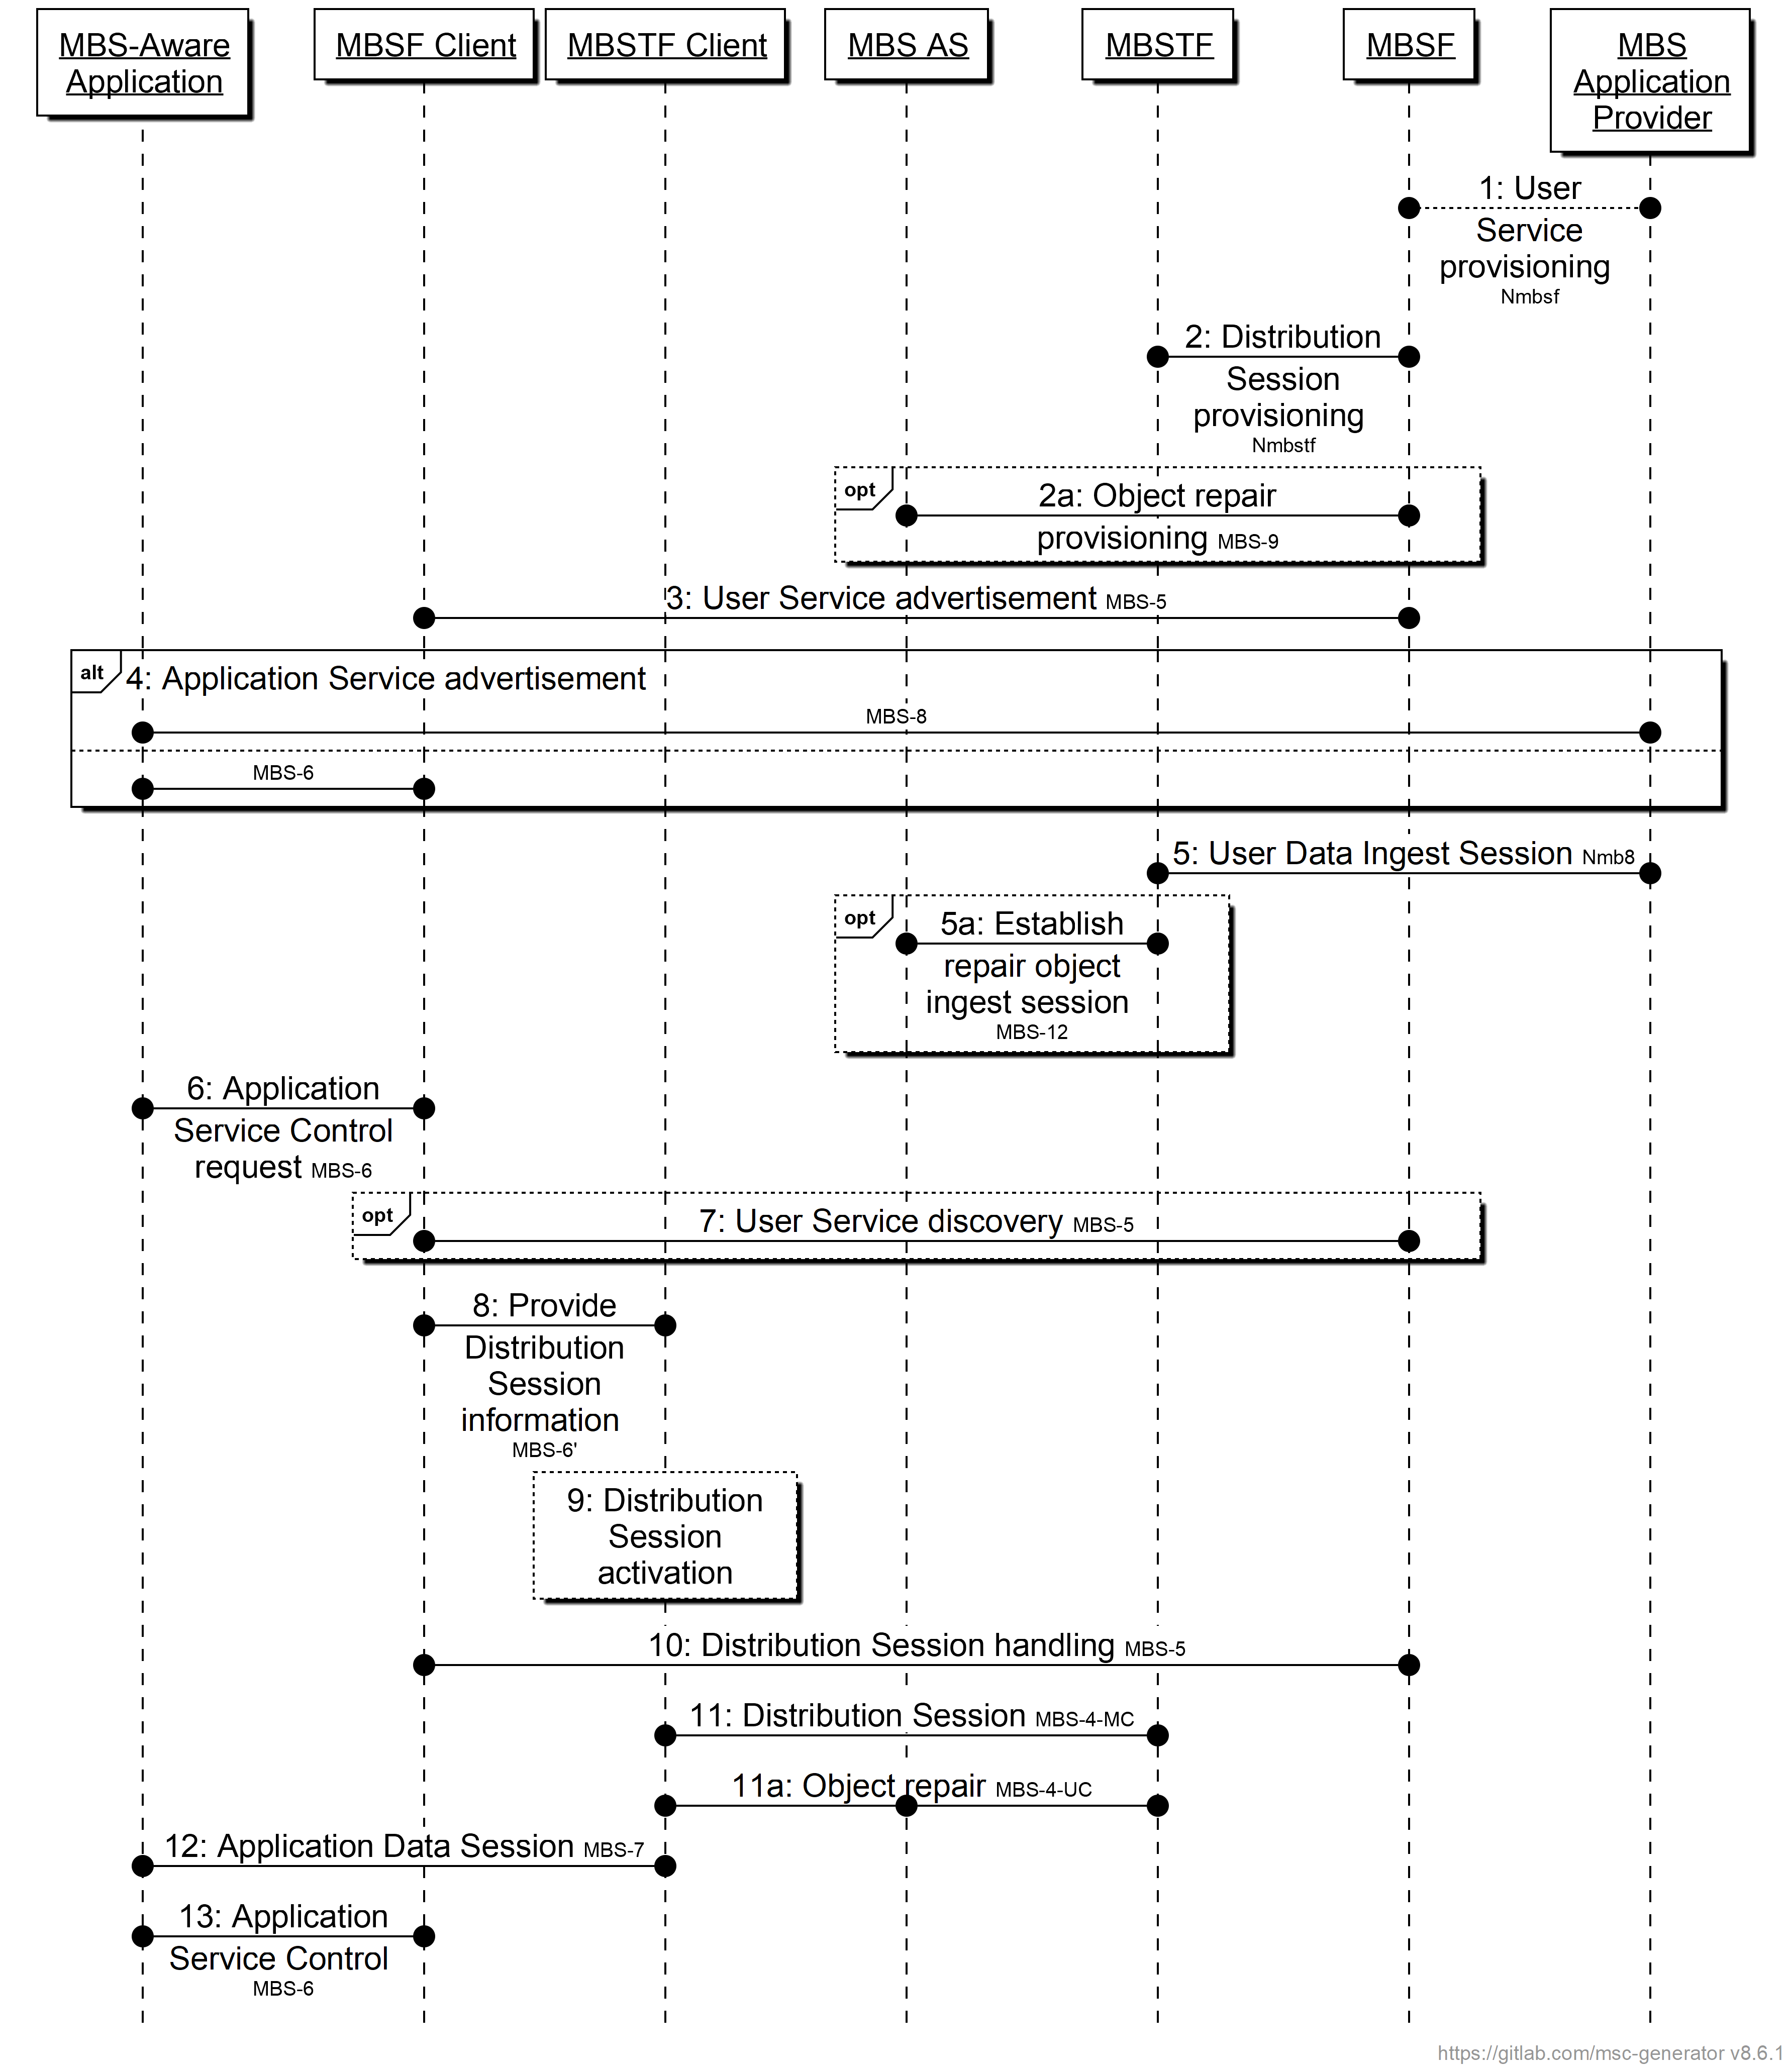 MBS-Aware
Application
MBSF Client
MBSTF Client
MBS AS
MBSTF
MBSF
MBS
Application
Provider
1: User
Service
provisioning
Nmbsf
2: Distribution
Session
provisioning
Nmbstf
opt
2a: Object repair
provisioning MBS-9
3: User Service advertisement MBS-5
alt
4: Application Service advertisement
MBS-8
MBS-6
5: User Data Ingest Session Nmb8
opt
5a: Establish
repair object
ingest session
MBS-12
6: Application
Service Control
request MBS-6
opt
7: User Service discovery MBS-5
8: Provide
Distribution
Session
information
MBS-6'
9: Distribution
Session
activation
10: Distribution Session handling MBS-5
11: Distribution Session MBS-4-MC
11a: Object repair MBS-4-UC
12: Application Data Session MBS-7
13: Application
Service Control
MBS-6
https://gitlab.com/msc-generator v8.6.1